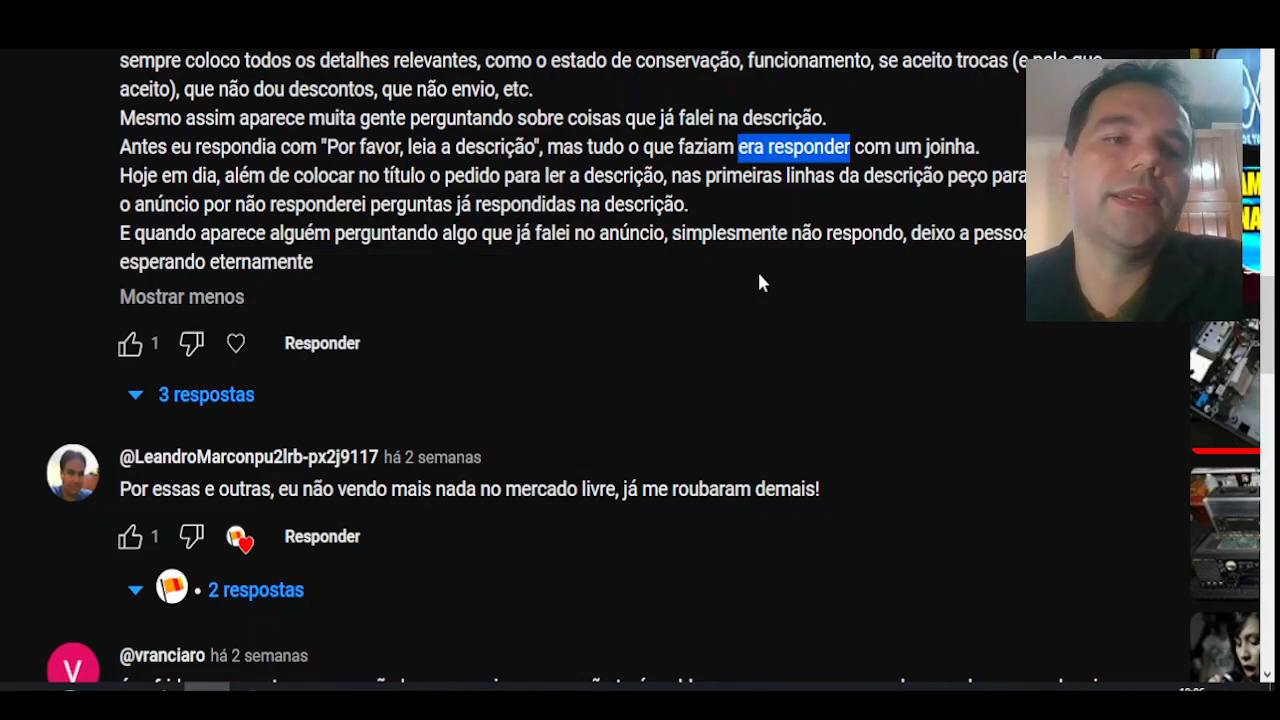 sempre coloco todos os detalhes relevantes, como o estado de conservação, funcionamento, se aceito trocas (e pelo que
aceito), que não dou descontos, que não envio, etc.
Mesmo assim aparece muita gente perguntando sobre coisas que já falei na descrição.
Antes eu respondia com "Por favor, leia a descrição", mas tudo o que faziam era responder com um joinha.
Hoje em dia, além de colocar no título o pedido para ler a descrição, nas primeiras linhas da descrição peço para
o anúncio por não responderei perguntas já respondidas na descrição.
E quando aparece alguém perguntando algo que já falei no anúncio, simplesmente não respondo, deixo a pessoa
esperando eternamente
Mostrar menos
1
Responder
3 respostas
@LeandroMarconpu2lrb-px2j9117 há 2 semanas
Por essas e outras, eu não vendo mais nada no mercado livre, já me roubaram demais!
1
Responder
2 respostas
V
@vranciaro há 2 semanas